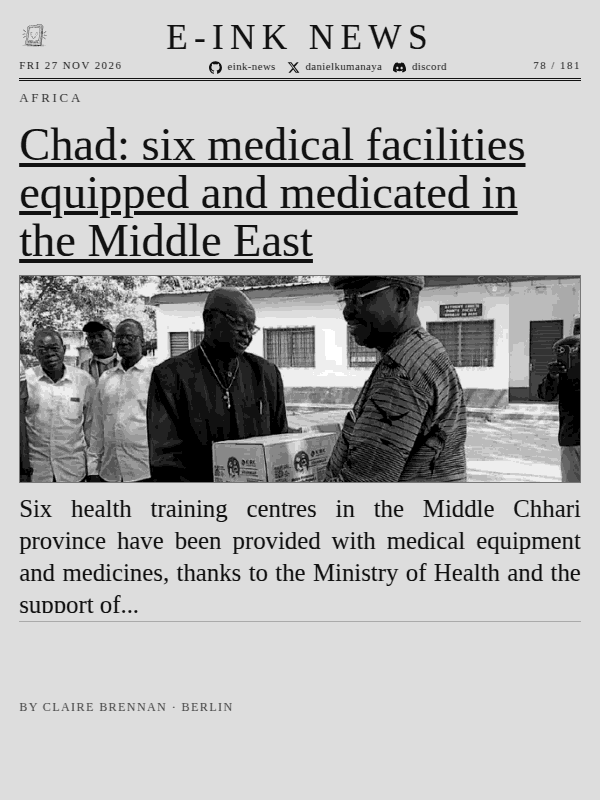 E-INK NEWS
FRI 27 NOV 2026
eink-news
danielkumanaya
discord
78 / 181
AFRICA
Chad: six medical facilities
equipped and medicated in
the Middle East
Six health training centres in the Middle Chhari
province have been provided with medical equipment
and medicines, thanks to the Ministry of Health and the
support of...
BY CLAIRE BRENNAN · BERLIN